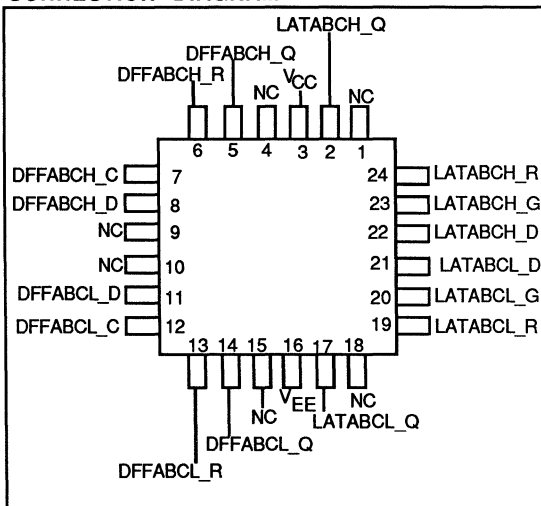 LATABCH_Q
DFFABCH_Q
DFFABCH_R
VCC
NC
NC
6 5 4 3 2 1
DFFABCH_C 7 24 LATABCH_R
DFFABCH_D 8 23 LATABCH_G
NC 9 22 LATABCH_D
NC 10 21 LATABCL_D
DFFABCL_D 11 20 LATABCL_G
DFFABCL_C 12 19 LATABCL_R
13 14 15 16 17 18
VEE
NC
NC
LATABCL_Q
DFFABCL_Q
DFFABCL_R